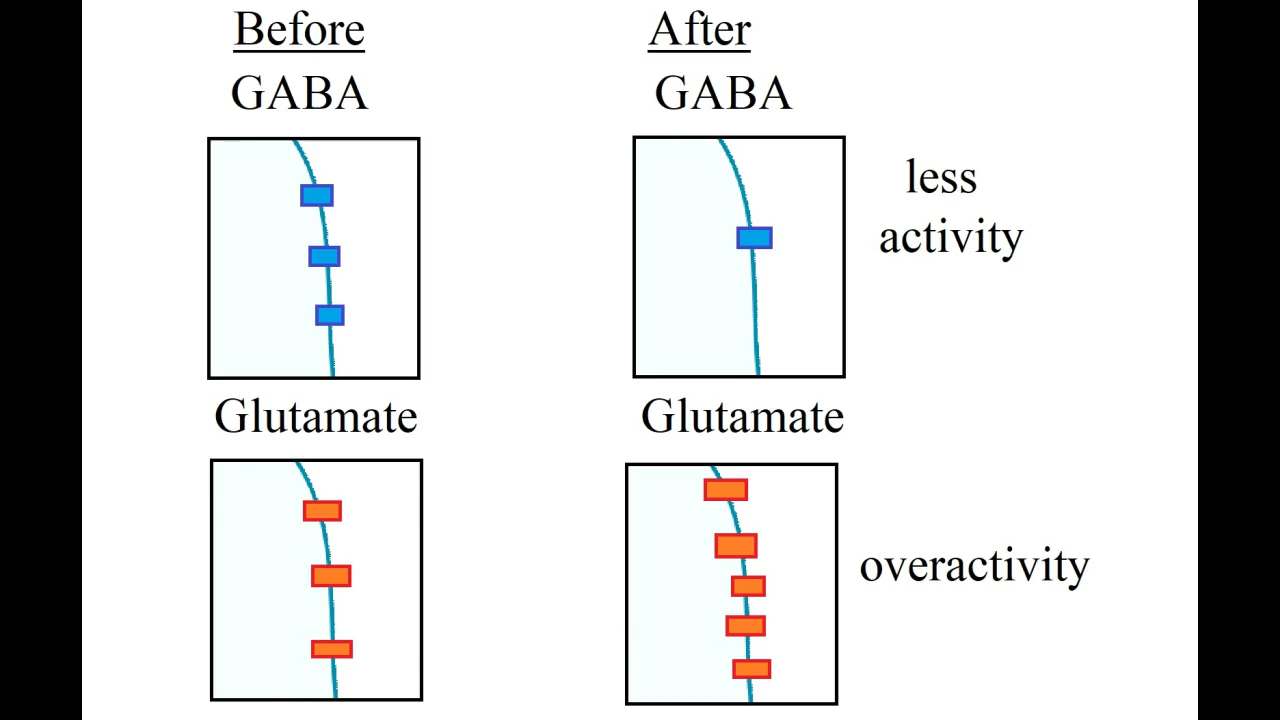 Before
GABA
After
GABA
less
activity
Glutamate
Glutamate
overactivity